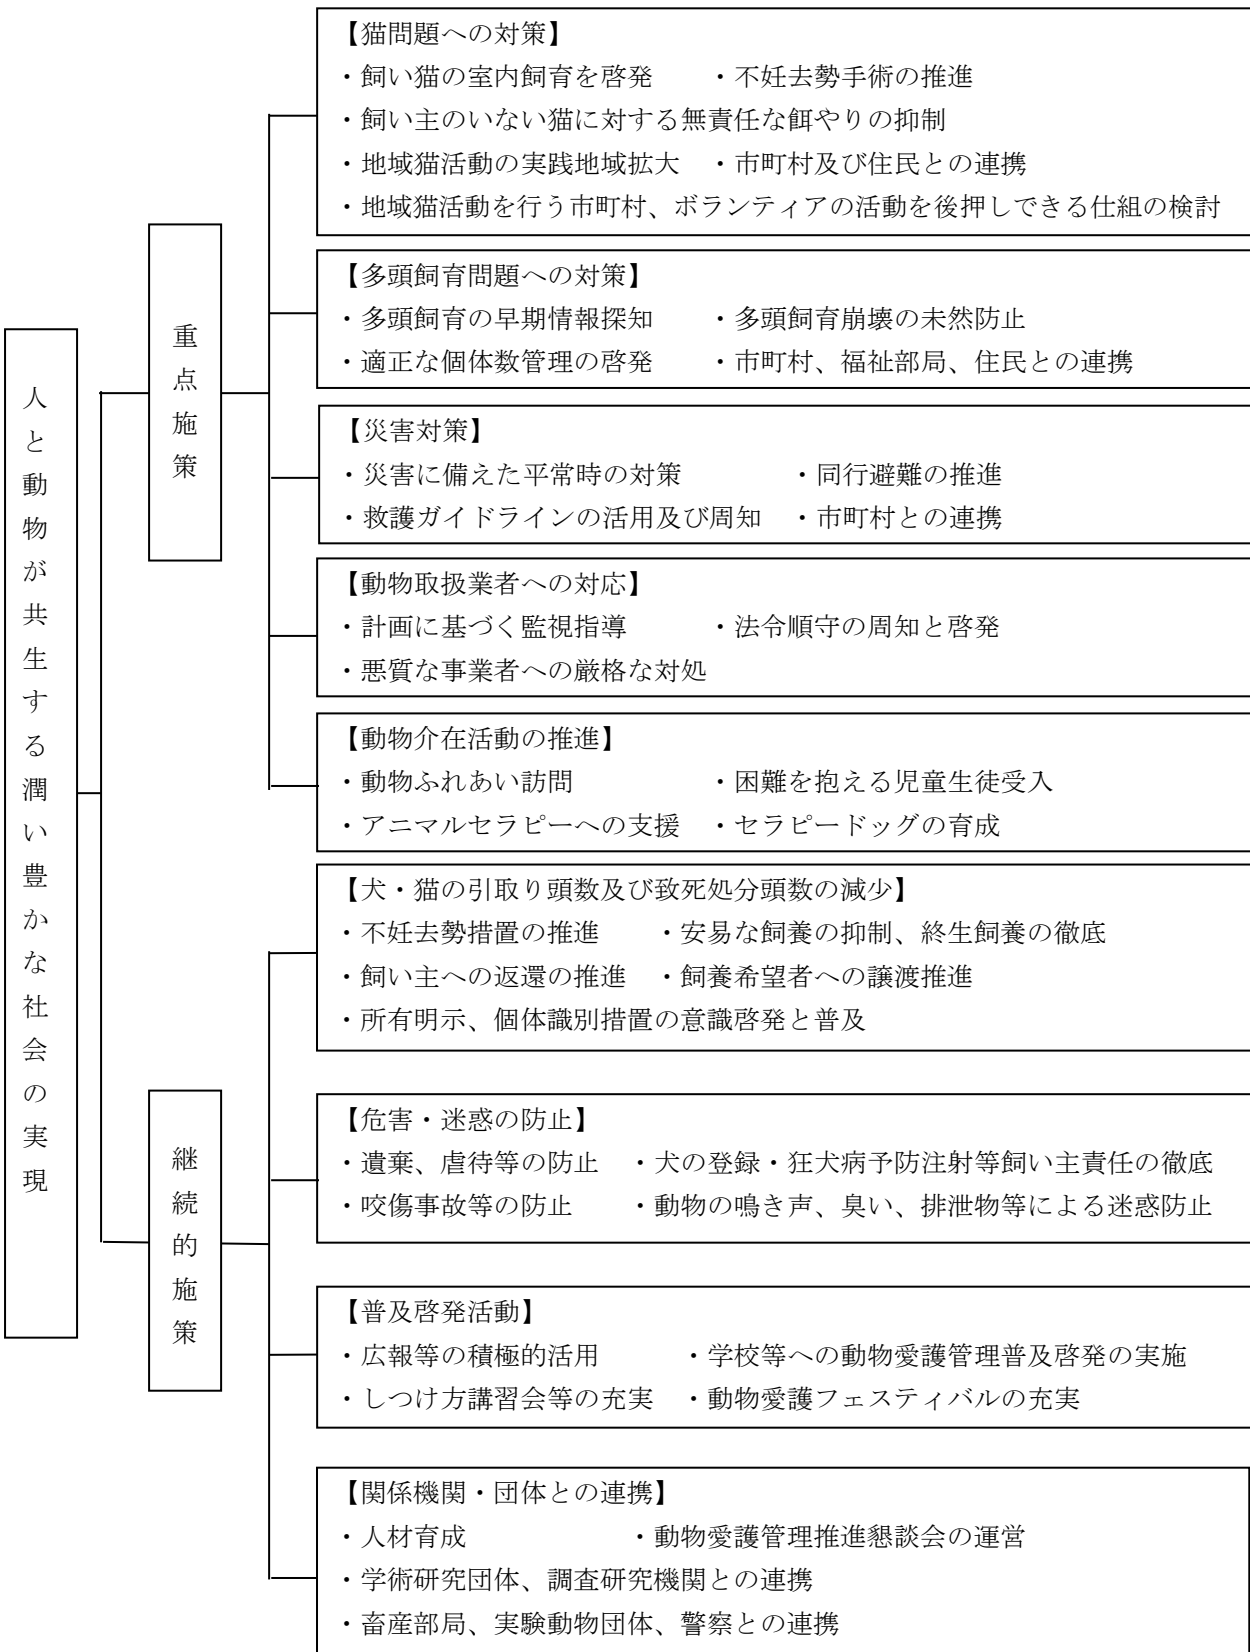 人と動物が共生する潤い豊かな社会の実現
重点施策
【猫問題への対策】
・飼い猫の室内飼育を啓発　・不妊去勢手術の推進
・飼い主のいない猫に対する無責任な餌やりの抑制
・地域猫活動の実践地域拡大　・市町村及び住民との連携
・地域猫活動を行う市町村、ボランティアの活動を後押しできる仕組の検討
【多頭飼育問題への対策】
・多頭飼育の早期情報探知　・多頭飼育崩壊の未然防止
・適正な個体数管理の啓発　・市町村、福祉部局、住民との連携
【災害対策】
・災害に備えた平常時の対策　・同行避難の推進
・救護ガイドラインの活用及び周知　・市町村との連携
【動物取扱業者への対応】
・計画に基づく監視指導　・法令順守の周知と啓発
・悪質な事業者への厳格な対処
【動物介在活動の推進】
・動物ふれあい訪問　・困難を抱える児童生徒受入
・アニマルセラピーへの支援　・セラピードッグの育成
継続的施策
【犬・猫の引取り頭数及び致死処分頭数の減少】
・不妊去勢措置の推進　・安易な飼養の抑制、終生飼養の徹底
・飼い主への返還の推進　・飼養希望者への譲渡推進
・所有明示、個体識別措置の意識啓発と普及
【危害・迷惑の防止】
・遺棄、虐待等の防止　・犬の登録・狂犬病予防注射等飼い主責任の徹底
・咬傷事故等の防止　・動物の鳴き声、臭い、排泄物等による迷惑防止
【普及啓発活動】
・広報等の積極的活用　・学校等への動物愛護管理普及啓発の実施
・しつけ方講習会等の充実　・動物愛護フェスティバルの充実
【関係機関・団体との連携】
・人材育成　・動物愛護管理推進懇談会の運営
・学術研究団体、調査研究機関との連携
・畜産部局、実験動物団体、警察との連携